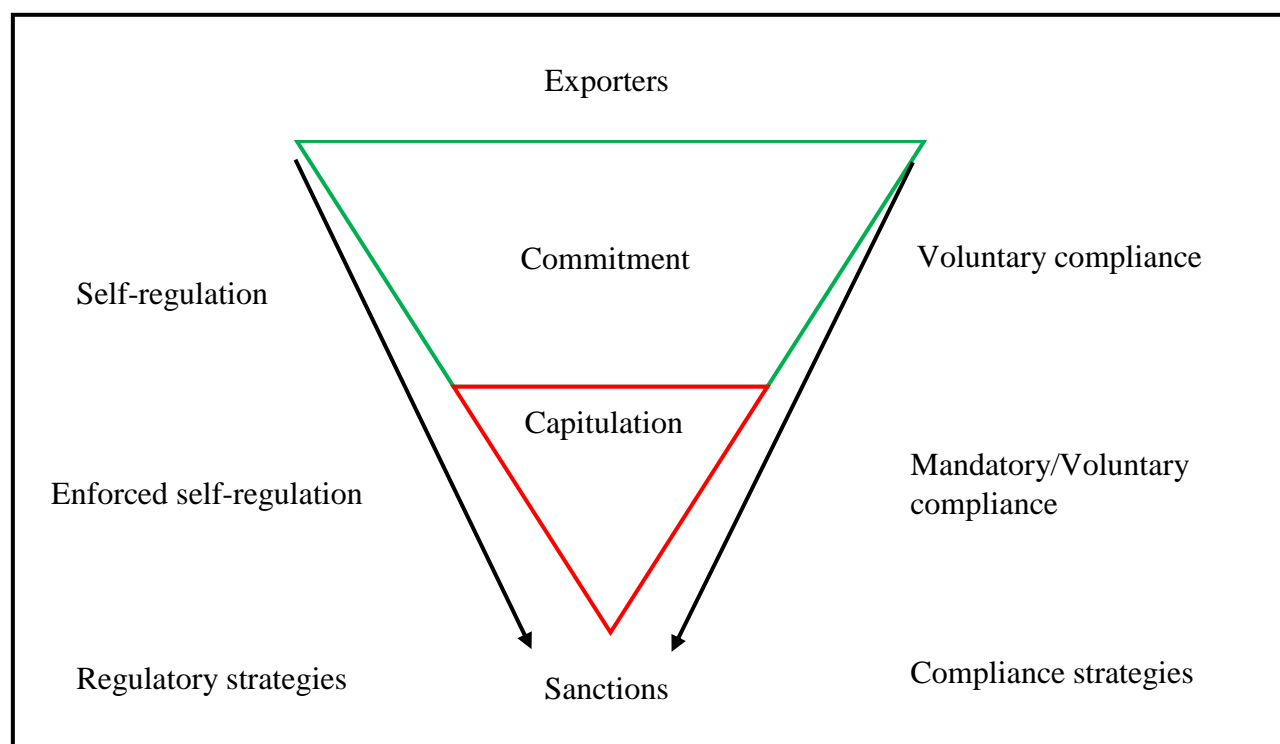 Exporters
Commitment
Voluntary compliance
Self-regulation
Capitulation
Mandatory/Voluntary
compliance
Enforced self-regulation
Regulatory strategies
Sanctions
Compliance strategies